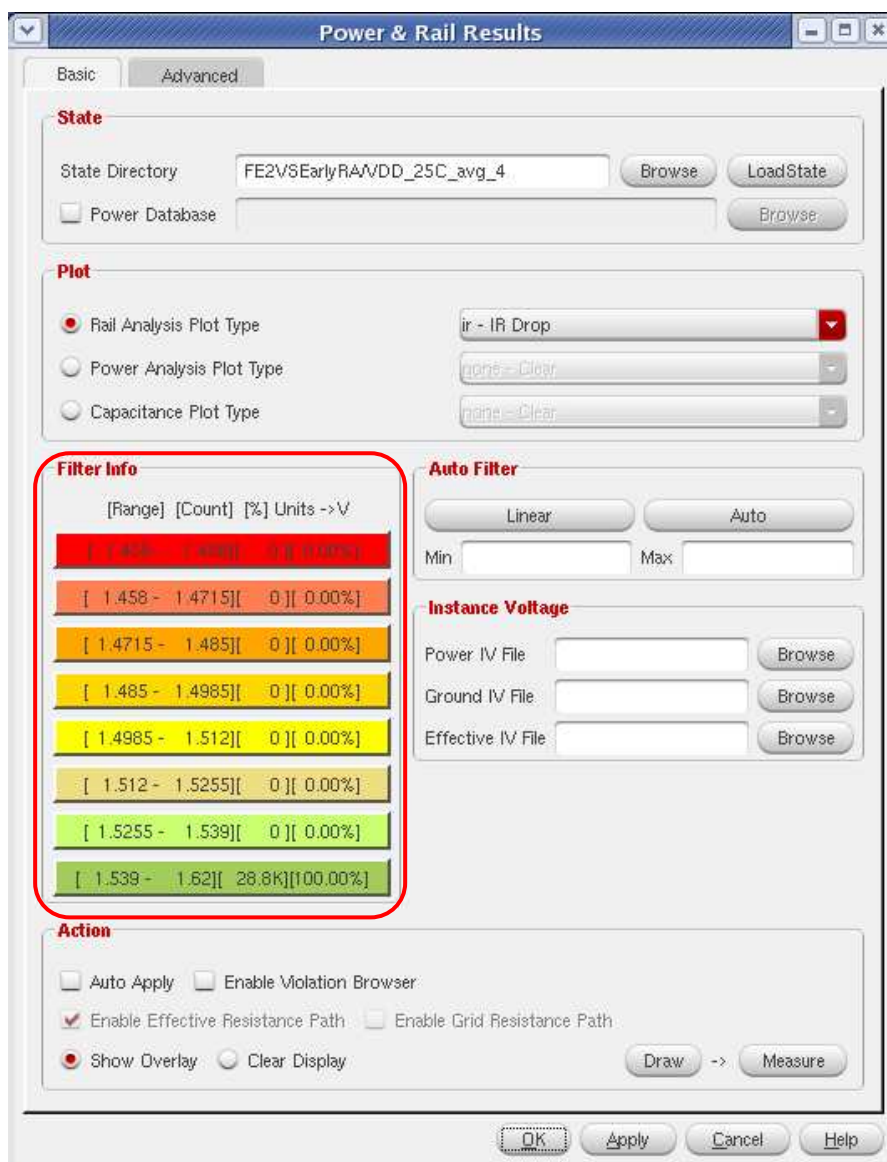 Power & Rail Results
Basic Advanced
State
State Directory FE2VSEarlyRA/VDD_25C_avg_4 Browse LoadState
Power Database Browse
Plot
Rail Analysis Plot Type ir - IR Drop
Power Analysis Plot Type none - Clear
Capacitance Plot Type none - Clear
Filter Info Auto Filter
[Range] [Count] [%] Units ->V
Linear Auto
Min Max
[ 1.458 - 1.4715][ 0 ][ 0.00%]
Instance Voltage
[ 1.4715 - 1.485][ 0 ][ 0.00%]
Power IV File Browse
[ 1.485 - 1.4985][ 0 ][ 0.00%]
Ground IV File Browse
[ 1.4985 - 1.512][ 0 ][ 0.00%]
Effective IV File Browse
[ 1.512 - 1.5255][ 0 ][ 0.00%]
[ 1.5255 - 1.539][ 0 ][ 0.00%]
[ 1.539 - 1.62][ 28.8K][100.00%]
Action
Auto Apply Enable Violation Browser
Enable Effective Resistance Path Enable Grid Resistance Path
Show Overlay Clear Display Draw -> Measure
OK Apply Cancel Help